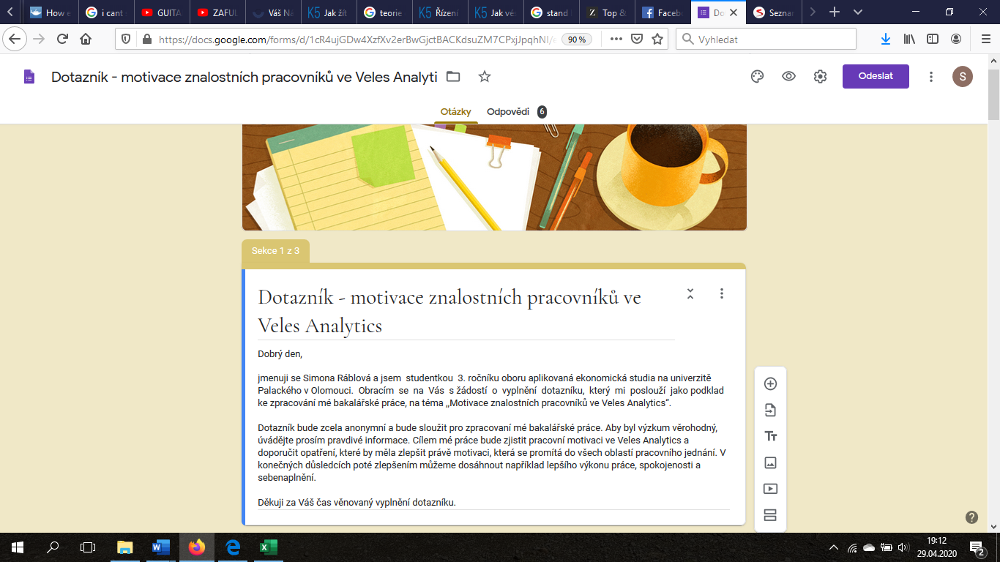 How e
i cant
GUITA
ZAFUL
Váš Ná
K5 Jak žít
teorie
K5 Řízení
K5 Jak vé
stand
Z Top &
Facebo
Do
Seznam
https://docs.google.com/forms/d/1cR4ujGDw4XzfXv2erBwGjctBACKdsuZM7CPxjJpqhNI/e
90 %
Vyhledat
Dotazník - motivace znalostních pracovníků ve Veles Analyti
Odeslat
S
Otázky
Odpovědi 6
Sekce 1 z 3
Dotazník - motivace znalostních pracovníků ve
Veles Analytics
Dobrý den,
jmenuji se Simona Ráblová a jsem studentkou 3. ročníku oboru aplikovaná ekonomická studia na univerzitě
Palackého v Olomouci. Obracím se na Vás s žádostí o vyplnění dotazníku, který mi poslouží jako podklad
ke zpracování mé bakalářské práce, na téma „Motivace znalostních pracovníků ve Veles Analytics“.
Dotazník bude zcela anonymní a bude sloužit pro zpracovaní mé bakalářské práce. Aby byl výzkum věrohodný,
úvádějte prosím pravdivé informace. Cílem mé práce bude zjistit pracovní motivaci ve Veles Analytics a
doporučit opatření, které by měla zlepšit právě motivaci, která se promítá do všech oblastí pracovního jednání. V
konečných důsledcích poté zlepšením můžeme dosáhnout například lepšího výkonu práce, spokojenosti a
sebenaplnění.
Děkuji za Váš čas věnovaný vyplnění dotazníku.
19:12
29.04.2020
2